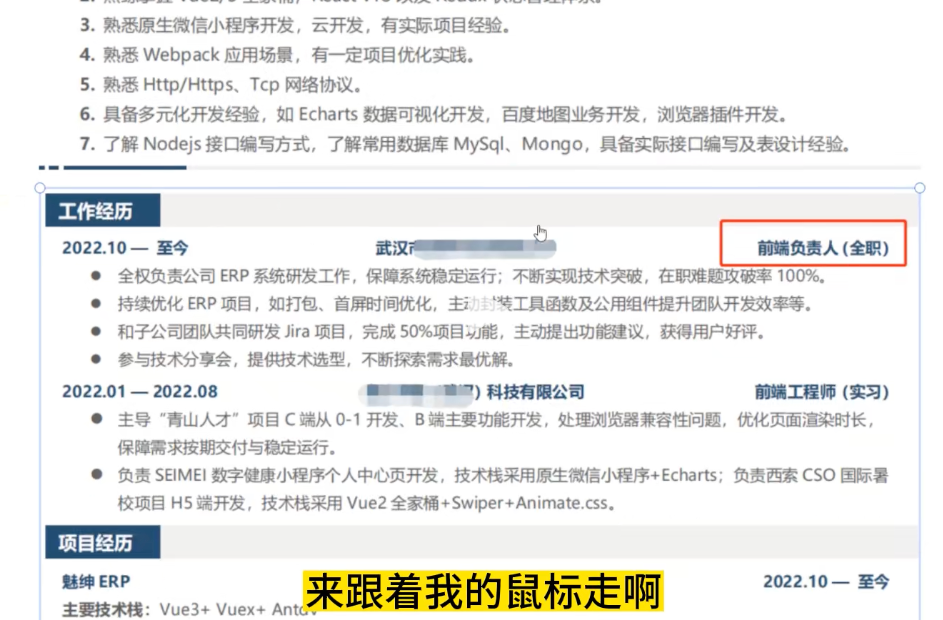 3. 熟悉原生微信小程序开发，云开发，有实际项目经验。
4. 熟悉 Webpack 应用场景，有一定项目优化实践。
5. 熟悉 Http/Https、Tcp 网络协议。
6. 具备多元化开发经验，如 Echarts 数据可视化开发，百度地图业务开发，浏览器插件开发。
7. 了解 Nodejs 接口编写方式，了解常用数据库 MySql、Mongo，具备实际接口编写及表设计经验。
工作经历
2022.10 — 至今 武汉 前端负责人 (全职)
● 全权负责公司 ERP 系统研发工作，保障系统稳定运行；不断实现技术突破，在职难题攻破率 100%。
● 持续优化 ERP 项目，如打包、首屏时间优化，主动封装工具函数及公用组件提升团队开发效率等。
● 和子公司团队共同研发 Jira 项目，完成 50%项目功能，主动提出功能建议，获得用户好评。
● 参与技术分享会，提供技术选型，不断探索需求最优解。
2022.01 — 2022.08 ) 科技有限公司 前端工程师 (实习)
● 主导“青山人才”项目 C 端从 0-1 开发、B 端主要功能开发，处理浏览器兼容性问题，优化页面渲染时长，
保障需求按期交付与稳定运行。
● 负责 SEIMEI 数字健康小程序个人中心页开发，技术栈采用原生微信小程序+Echarts；负责西索 CSO 国际署
校项目 H5 端开发，技术栈采用 Vue2 全家桶+Swiper+Animate.css。
项目经历
魅绅 ERP 2022.10 — 至今
主要技术栈：Vue3+ Vuex+ Antdv
来跟着我的鼠标走啊